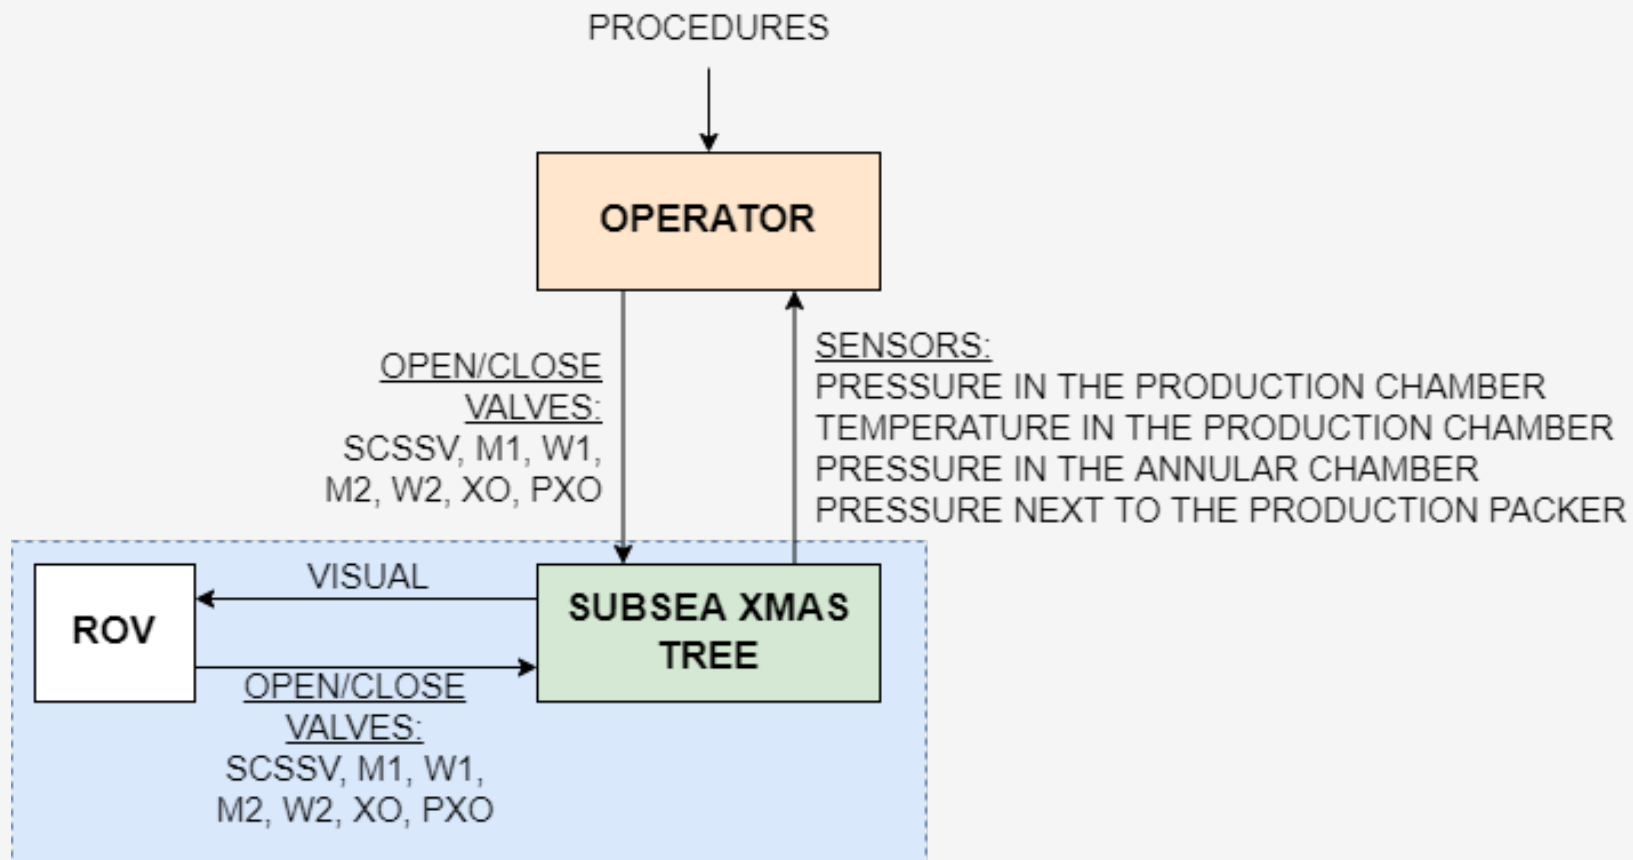 PROCEDURES
OPERATOR
OPEN/CLOSE
VALVES:
SCSSV, M1, W1,
M2, W2, XO, PXO
SENSORS:
PRESSURE IN THE PRODUCTION CHAMBER
TEMPERATURE IN THE PRODUCTION CHAMBER
PRESSURE IN THE ANNULAR CHAMBER
PRESSURE NEXT TO THE PRODUCTION PACKER
ROV
VISUAL
SUBSEA XMAS
TREE
OPEN/CLOSE
VALVES:
SCSSV, M1, W1,
M2, W2, XO, PXO